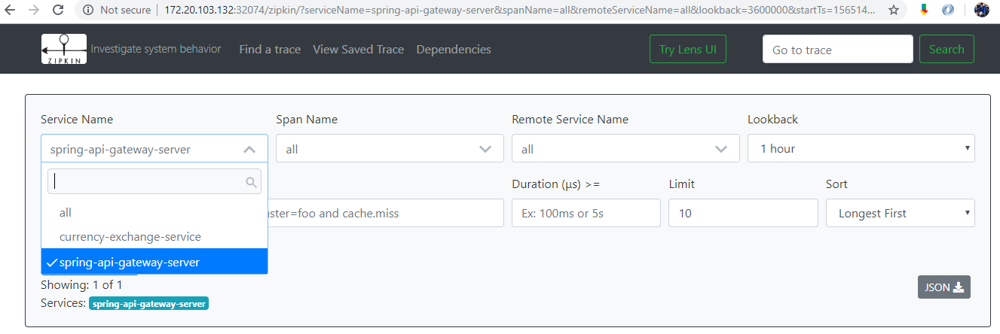 Not secure 172.20.103.132:32074/zipkin/?serviceName=spring-api-gateway-server&spanName=all&remoteServiceName=all&lookback=3600000&startTs=156514...
ZIPKIN Investigate system behavior Find a trace View Saved Trace Dependencies Try Lens UI Go to trace Search
Service Name Span Name Remote Service Name Lookback
spring-api-gateway-server all all 1 hour
Duration (μs) >= Limit Sort
uster=foo and cache.miss Ex: 100ms or 5s 10 Longest First
all
currency-exchange-service
spring-api-gateway-server
Showing: 1 of 1 JSON
Services: spring-api-gateway-server